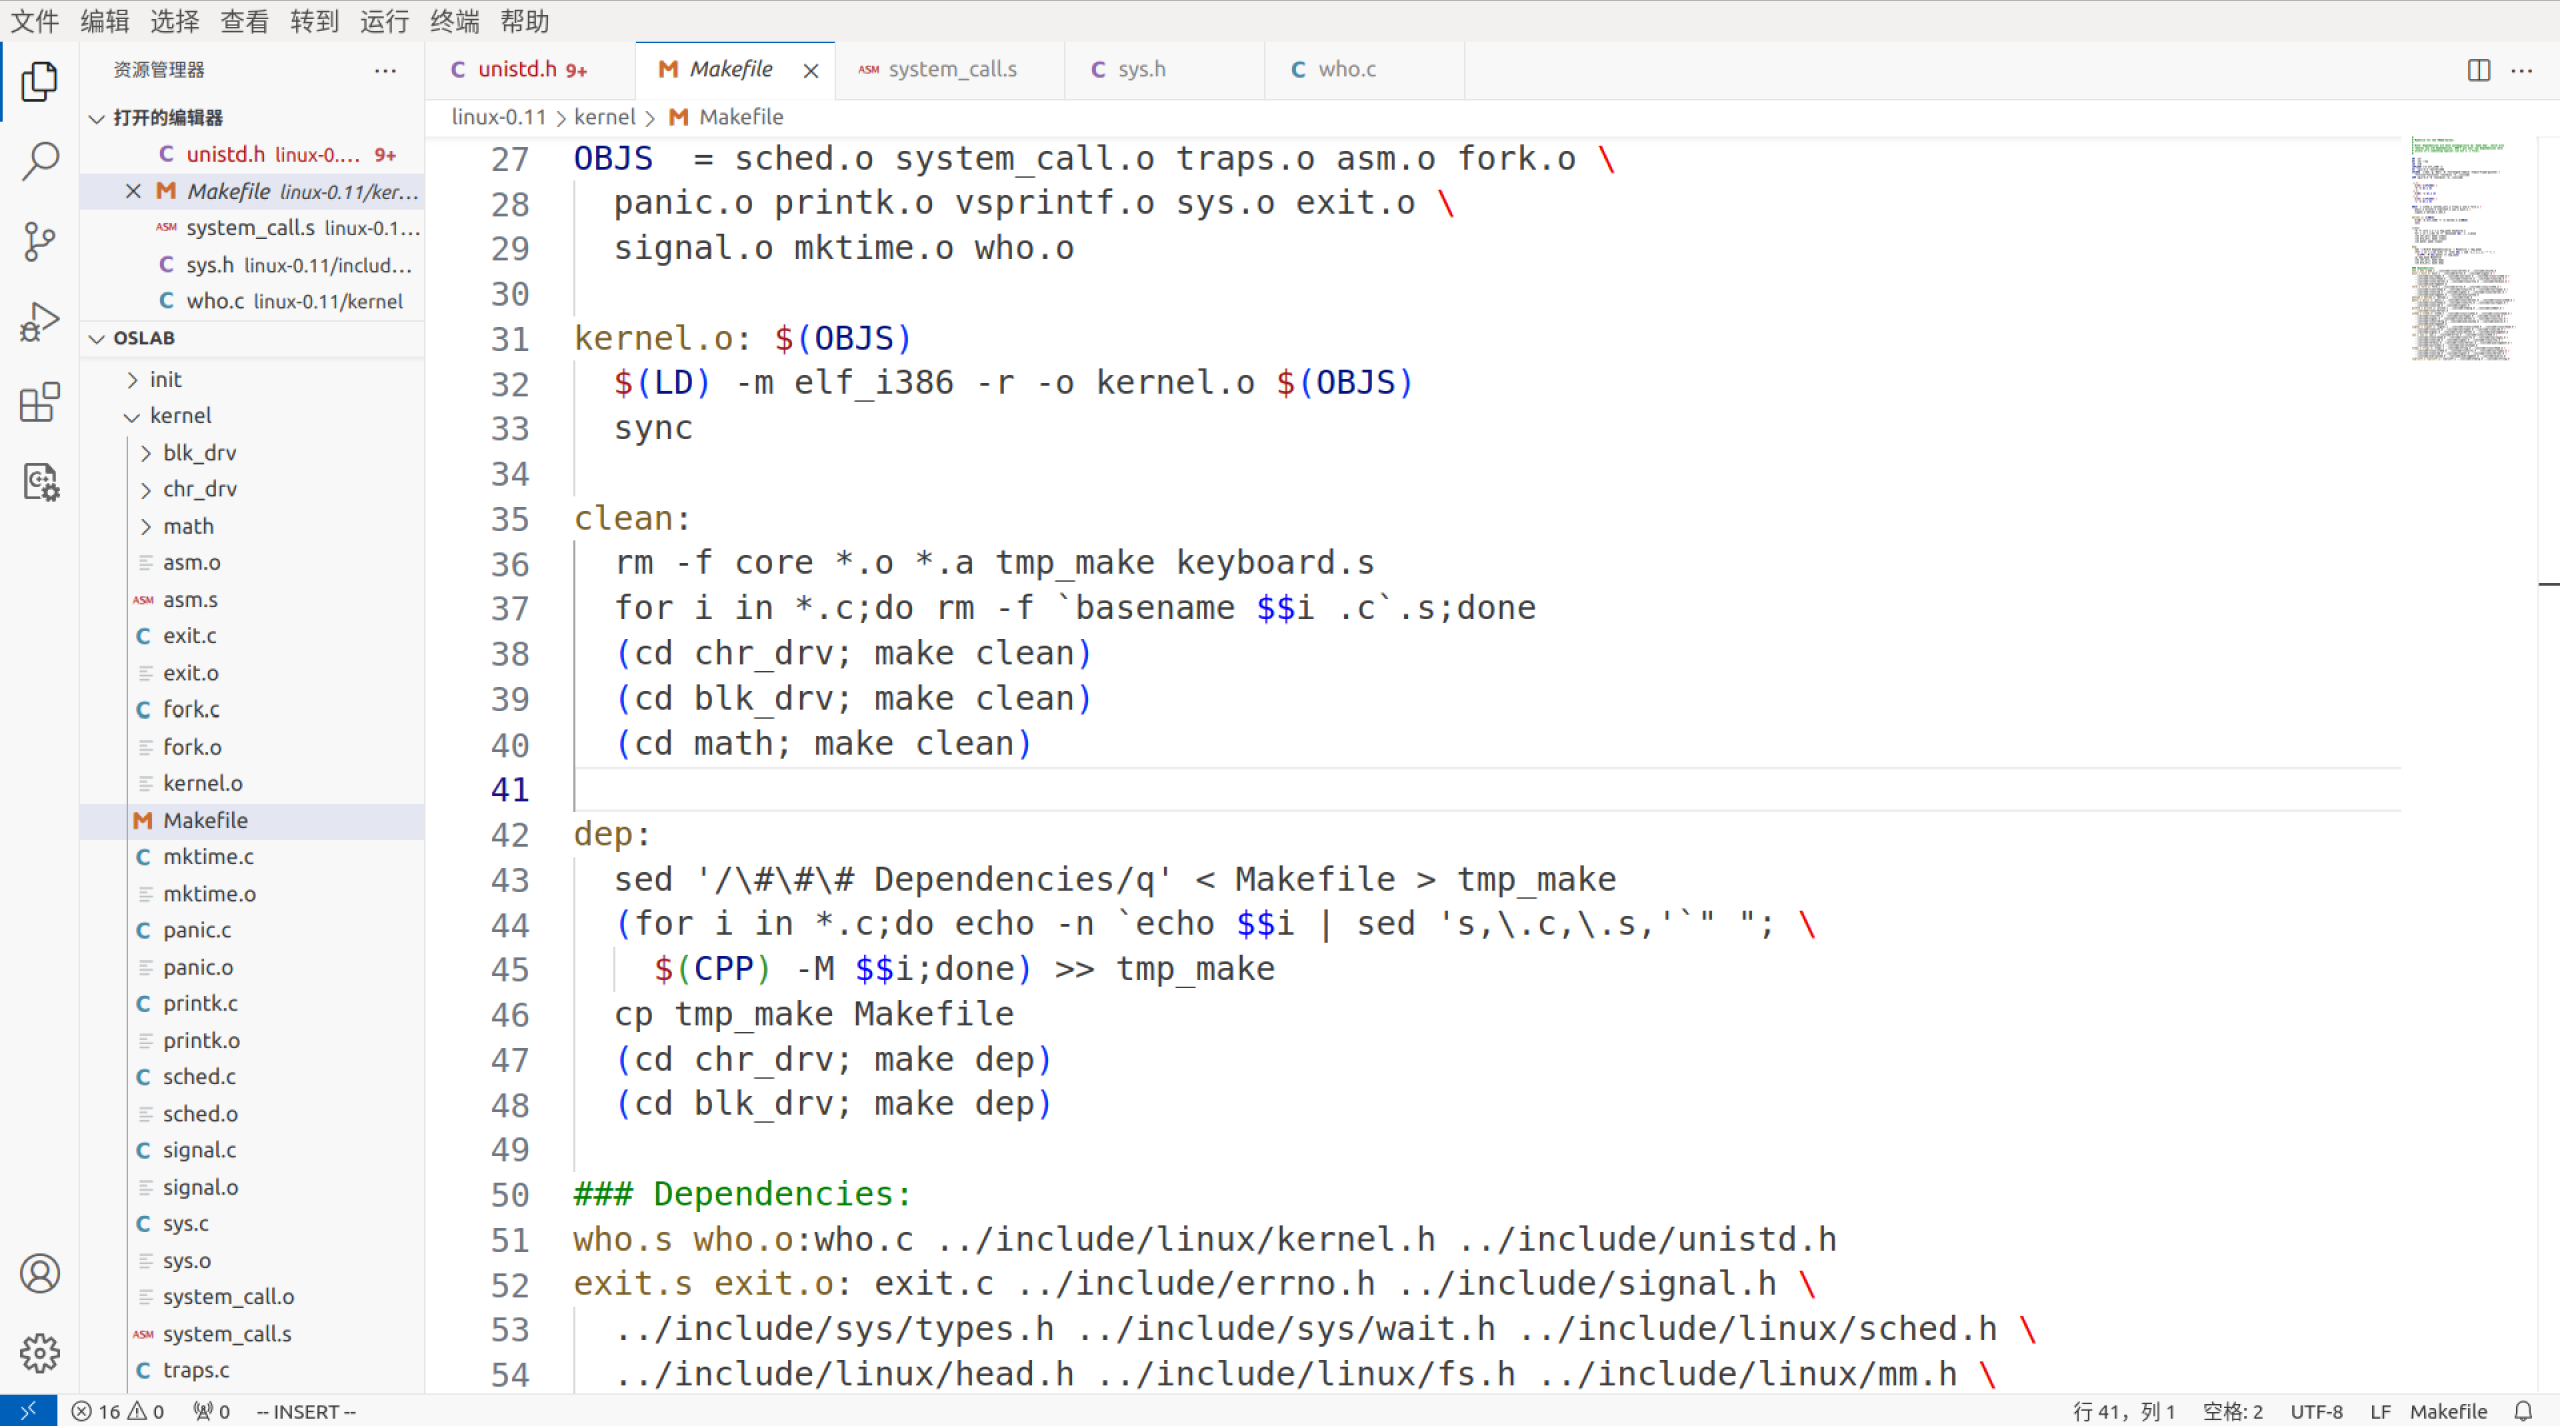 文件 编辑 选择 查看 转到 运行 终端 帮助
资源管理器
打开的编辑器
C unistd.h linux-0.... 9+
M Makefile linux-0.11/ker...
ASM system_call.s linux-0.1...
C sys.h linux-0.11/includ...
C who.c linux-0.11/kernel
OSLAB
init
kernel
blk_drv
chr_drv
math
asm.o
ASM asm.s
C exit.c
exit.o
C fork.c
fork.o
kernel.o
M Makefile
C mktime.c
mktime.o
C panic.c
panic.o
C printk.c
printk.o
C sched.c
sched.o
C signal.c
signal.o
C sys.c
sys.o
system_call.o
ASM system_call.s
C traps.c
C unistd.h 9+ M Makefile ASM system_call.s C sys.h C who.c
linux-0.11 > kernel > M Makefile
27 OBJS  = sched.o system_call.o traps.o asm.o fork.o \
28   panic.o printk.o vsprintf.o sys.o exit.o \
29   signal.o mktime.o who.o
30
31 kernel.o: $(OBJS)
32   $(LD) -m elf_i386 -r -o kernel.o $(OBJS)
33   sync
34
35 clean:
36   rm -f core *.o *.a tmp_make keyboard.s
37   for i in *.c;do rm -f `basename $$i .c`.s;done
38   (cd chr_drv; make clean)
39   (cd blk_drv; make clean)
40   (cd math; make clean)
41
42 dep:
43   sed '/\#\#\# Dependencies/q' < Makefile > tmp_make
44   (for i in *.c;do echo -n `echo $$i | sed 's,\.c,\.s,'`" "; \
45     $(CPP) -M $$i;done) >> tmp_make
46   cp tmp_make Makefile
47   (cd chr_drv; make dep)
48   (cd blk_drv; make dep)
49
50 ### Dependencies:
51 who.s who.o:who.c ../include/linux/kernel.h ../include/unistd.h
52 exit.s exit.o: exit.c ../include/errno.h ../include/signal.h \
53   ../include/sys/types.h ../include/sys/wait.h ../include/linux/sched.h \
54   ../include/linux/head.h ../include/linux/fs.h ../include/linux/mm.h \
16 0 0 -- INSERT -- 行 41，列 1 空格: 2 UTF-8 LF Makefile